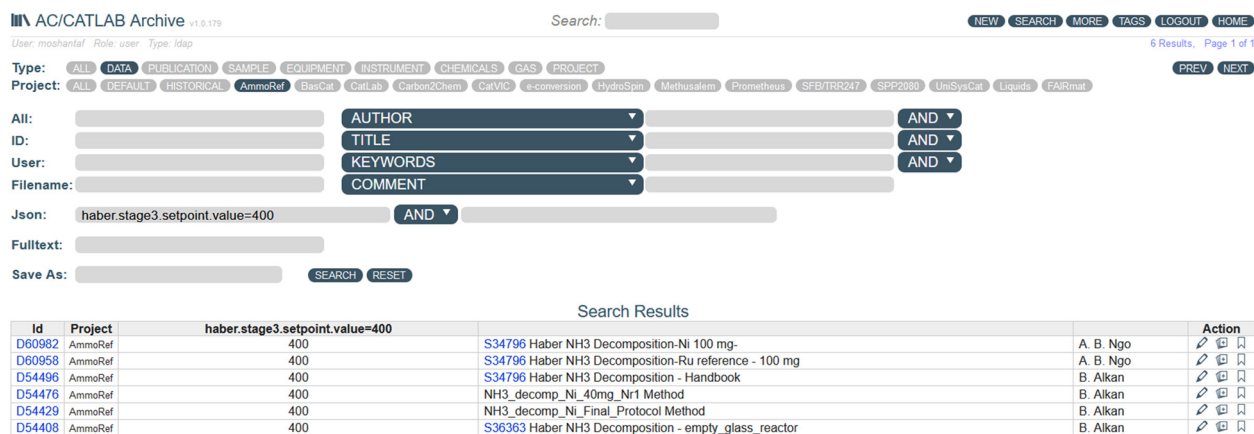 AC/CATLAB Archive v1.0.179 Search: NEW SEARCH MORE TAGS LOGOUT HOME
User: moshantaf Role: user Type: ldap 6 Results, Page 1 of 1
Type: ALL DATA PUBLICATION SAMPLE EQUIPMENT INSTRUMENT CHEMICALS GAS PROJECT PREV NEXT
Project: ALL DEFAULT HISTORICAL AmmoRef BasCat CatLab Carbon2Chem CatVIC e-conversion HydroSpin Methusalem Prometheus SFB/TRR247 SPP2080 UniSysCat Liquids FAIRmat
All: AUTHOR AND
ID: TITLE AND
User: KEYWORDS AND
Filename: COMMENT
Json: haber.stage3.setpoint.value=400 AND
Fulltext:
Save As: SEARCH RESET
Search Results
Id Project haber.stage3.setpoint.value=400 Action
D60982 AmmoRef 400 S34796 Haber NH3 Decomposition-Ni 100 mg- A. B. Ngo
D60958 AmmoRef 400 S34796 Haber NH3 Decomposition-Ru reference - 100 mg A. B. Ngo
D54496 AmmoRef 400 S34796 Haber NH3 Decomposition - Handbook B. Alkan
D54476 AmmoRef 400 NH3_decomp_Ni_40mg_Nr1 Method B. Alkan
D54429 AmmoRef 400 NH3_decomp_Ni_Final_Protocol Method B. Alkan
D54408 AmmoRef 400 S36363 Haber NH3 Decomposition - empty_glass_reactor B. Alkan